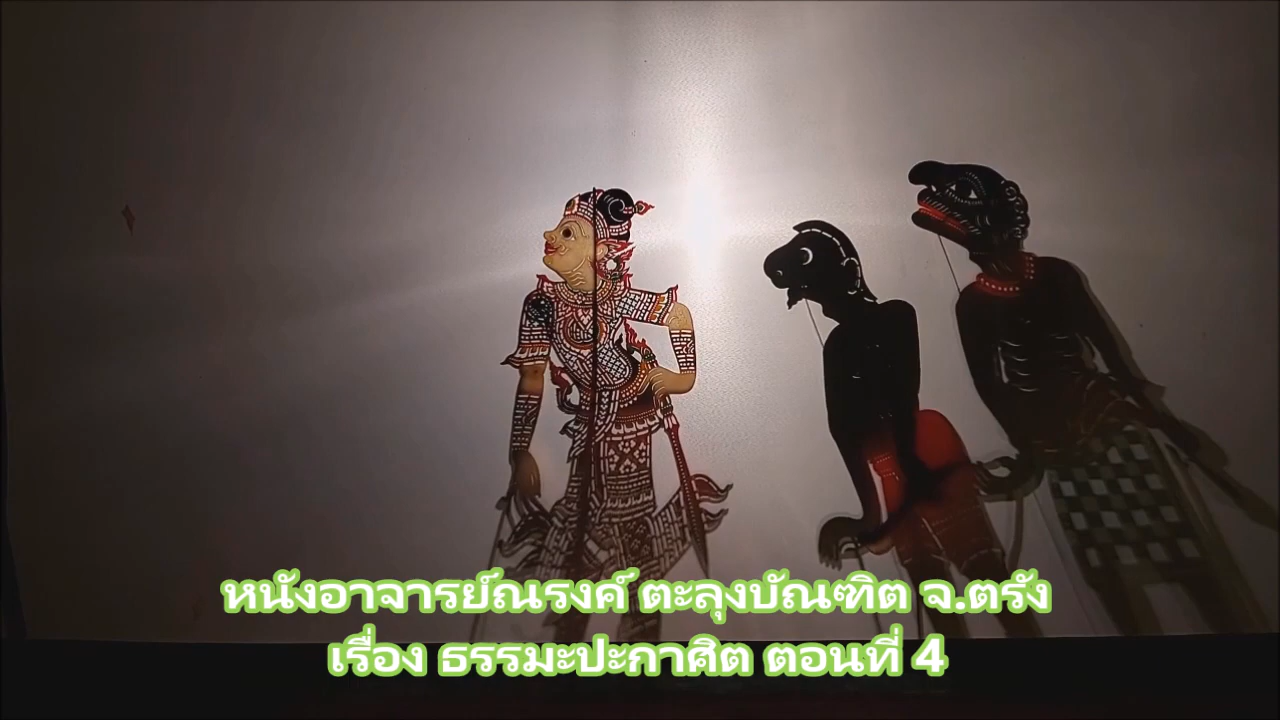 หนังอาจารย์ณรงค์ ตะลุงบัณฑิต จ.ตรัง
เรื่อง ธรรมะปะกาศิต ตอนที่ 4